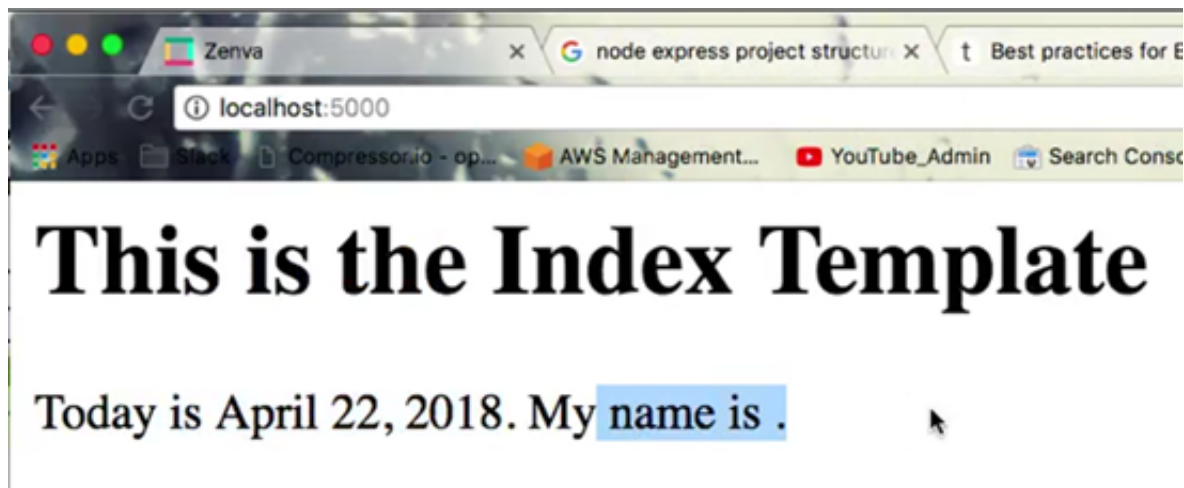 Zenva
node express project structur
t Best practices for E
localhost:5000
Apps
Slack
Compressor.io - op...
AWS Management...
YouTube_Admin
Search Conso
This is the Index Template
Today is April 22, 2018. My name is .